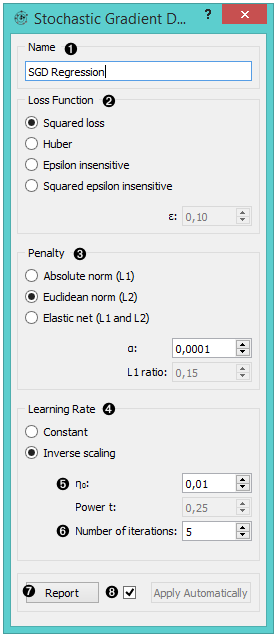 Stochastic Gradient D... ? ×
Name ❶
SGD Regression
Loss Function ❷
Squared loss
Huber
Epsilon insensitive
Squared epsilon insensitive
ε: 0,10
Penalty ❸
Absolute norm (L1)
Euclidean norm (L2)
Elastic net (L1 and L2)
α: 0,0001
L1 ratio: 0,15
Learning Rate ❹
Constant
Inverse scaling
❺ η₀: 0,01
Power t: 0,25
❻ Number of iterations: 5
❼ Report ❽ Apply Automatically